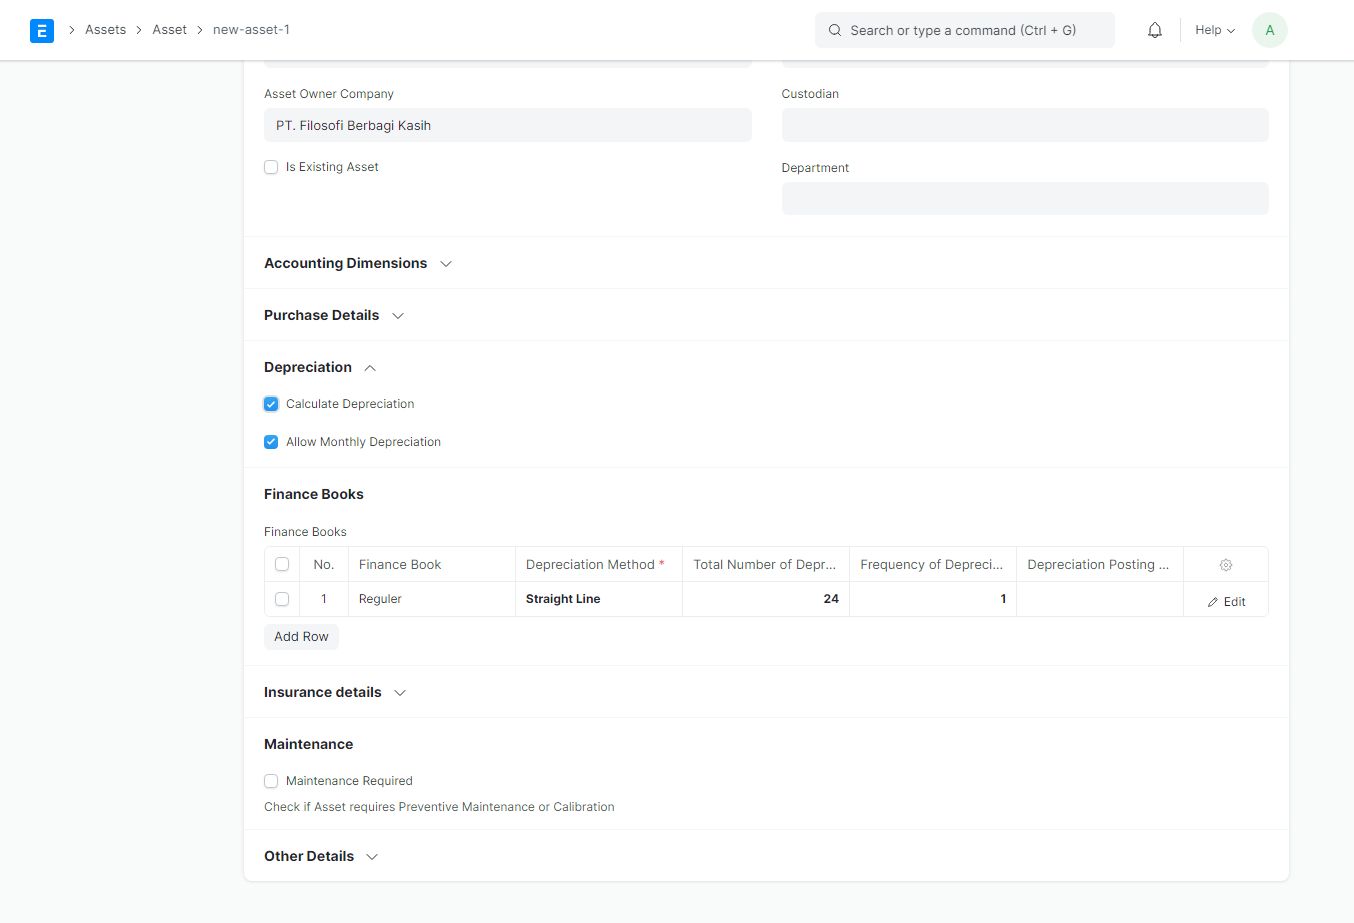 E
Assets
Asset
new-asset-1
Search or type a command (Ctrl + G)
Help
A
Asset Owner Company
Custodian
PT. Filosofi Berbagi Kasih
Is Existing Asset
Department
Accounting Dimensions
Purchase Details
Depreciation
Calculate Depreciation
Allow Monthly Depreciation
Finance Books
Finance Books
No. Finance Book Depreciation Method * Total Number of Depr... Frequency of Depreci... Depreciation Posting ...
1 Reguler Straight Line 24 1 Edit
Add Row
Insurance details
Maintenance
Maintenance Required
Check if Asset requires Preventive Maintenance or Calibration
Other Details